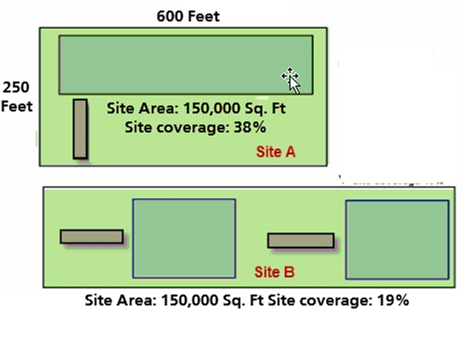 600 Feet
250
Feet
Site Area: 150,000 Sq. Ft
Site coverage: 38%
Site A
Site B
Site Area: 150,000 Sq. Ft Site coverage: 19%